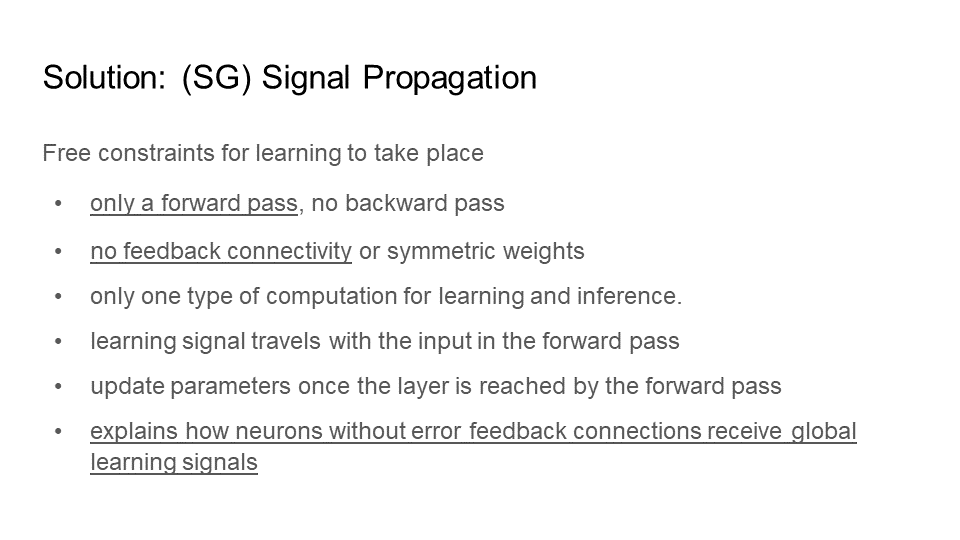 Solution: (SG) Signal Propagation
Free constraints for learning to take place
• only a forward pass, no backward pass
• no feedback connectivity or symmetric weights
• only one type of computation for learning and inference.
• learning signal travels with the input in the forward pass
• update parameters once the layer is reached by the forward pass
• explains how neurons without error feedback connections receive global
learning signals